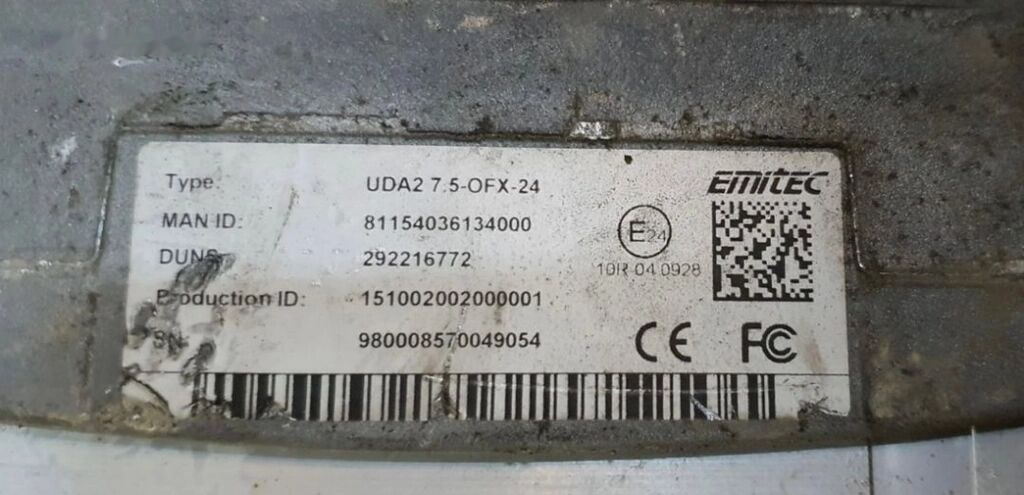 Type: UDA2 7.5-OFX-24
EMITEC
MAN ID: 81154036134000
E24
DUNS 292216772
10R-04 0928
Production ID: 151002002000001
SN: 980008570049054
CE FC